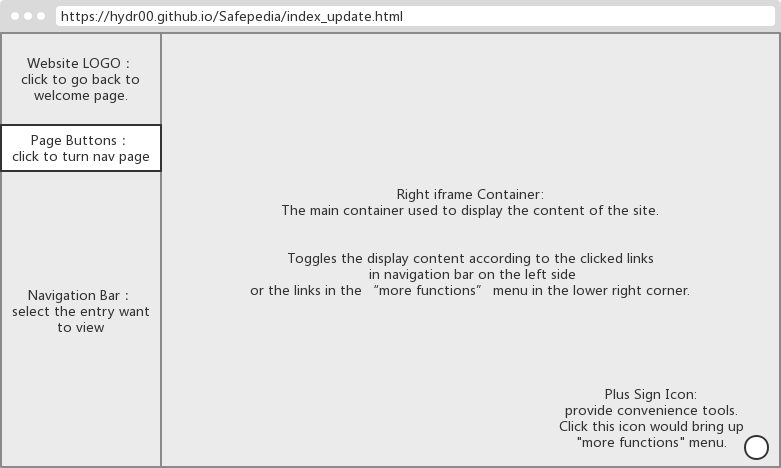 https://hydr00.github.io/Safepedia/index_update.html
Website LOGO：
click to go back to
welcome page.
Page Buttons：
click to turn nav page
Navigation Bar：
select the entry want
to view
Right iframe Container:
The main container used to display the content of the site.
Toggles the display content according to the clicked links
in navigation bar on the left side
or the links in the “more functions” menu in the lower right corner.
Plus Sign Icon:
provide convenience tools.
Click this icon would bring up
"more functions" menu.